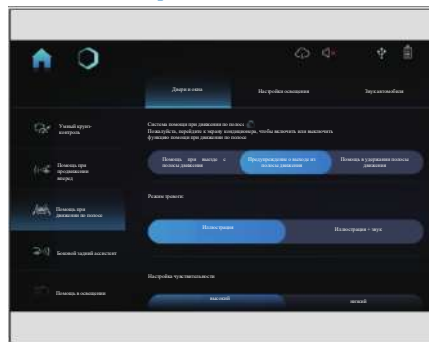 Двери и окна
Настройки освещения
Звук автомобиля
Умный круиз-
контроль
Система помощи при движении по полосе
Пожалуйста, перейдите к экрану кондиционера, чтобы включить или выключить
функцию помощи при движении по полосе
Помощь при
продвижении
вперед
Помощь при выезде с
полосы движения
Предупреждение о выходе из
полосы движения
Помощь в удержании полосы
движения
Помощь при
движении по полосе
Режим тревоги:
Иллюстрация
Иллюстрация + звук
Боковой задний ассистент
Настройка чувствительности
Помощь в освещении
высокий
низкий